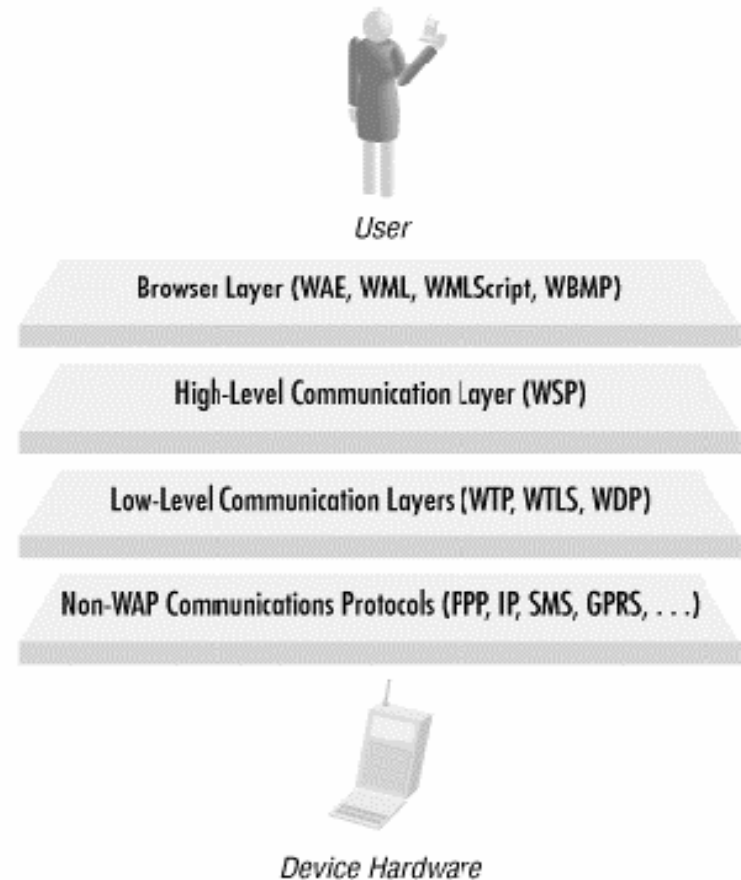 User
Browser Layer (WAE, WML, WMLScript, WBMP)
High-Level Communication Layer (WSP)
Low-Level Communication Layers (WTP, WTLS, WDP)
Non-WAP Communications Protocols (FPP, IP, SMS, GPRS, . . .)
Device Hardware